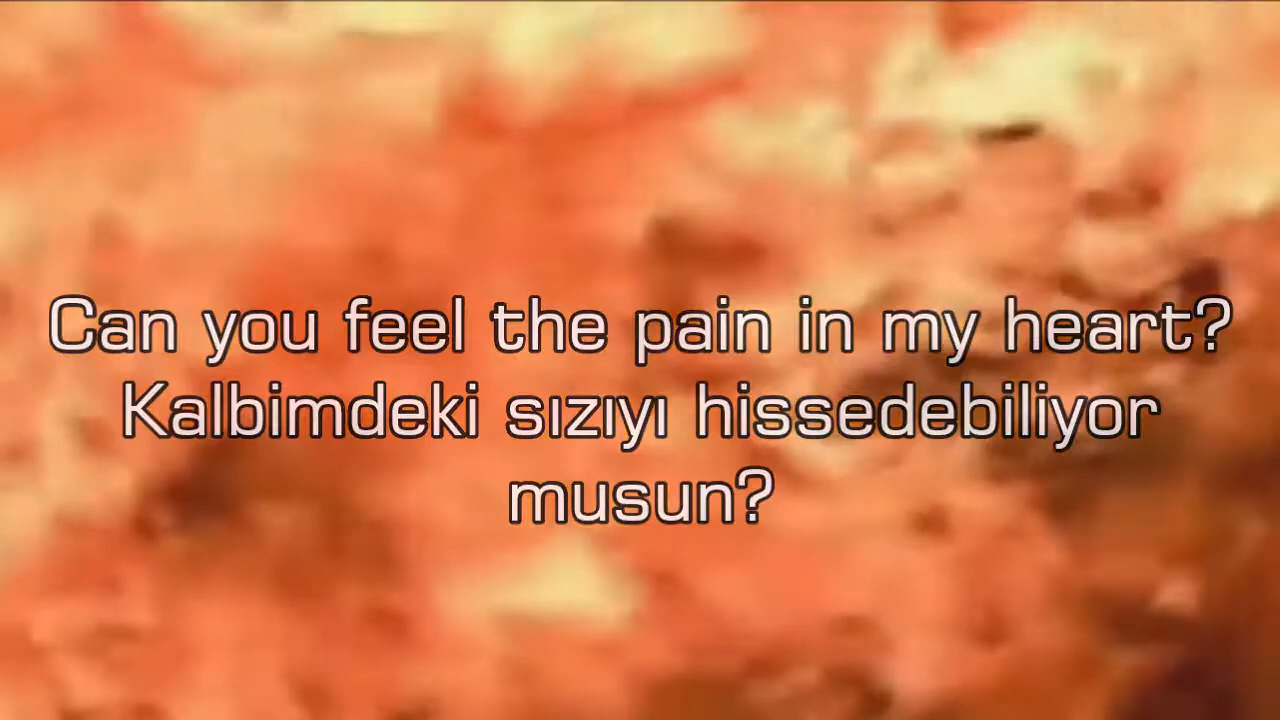 Can you feel the pain in my heart?
Kalbimdeki sızıyı hissedebiliyor
musun?